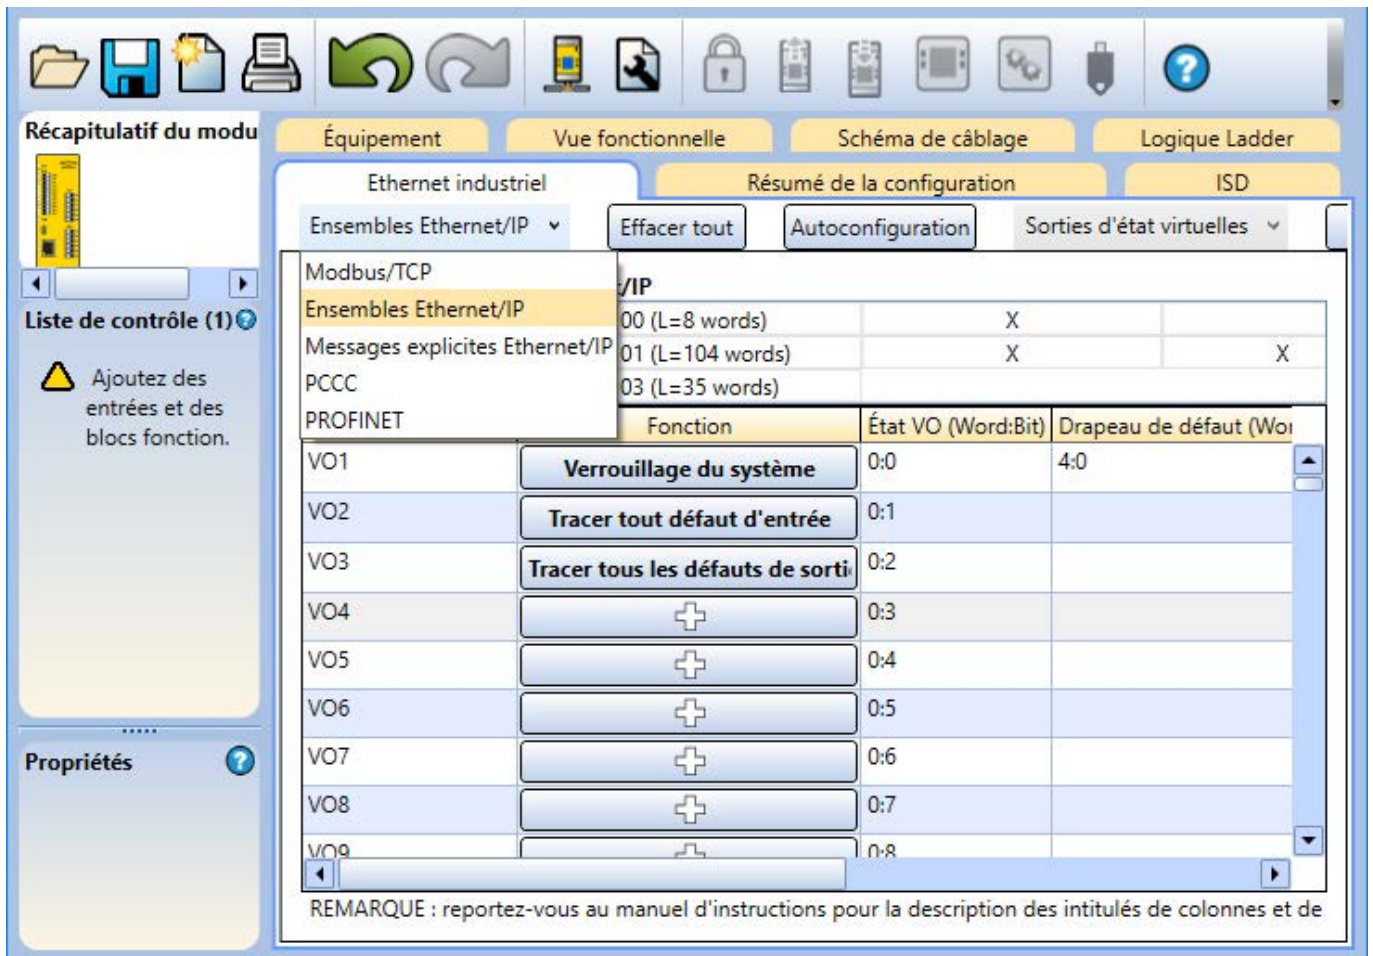 Récapitulatif du modu
Équipement
Vue fonctionnelle
Schéma de câblage
Logique Ladder
Ethernet industriel
Résumé de la configuration
ISD
Ensembles Ethernet/IP
Effacer tout
Autoconfiguration
Sorties d'état virtuelles
Modbus/TCP
Ensembles Ethernet/IP
Messages explicites Ethernet/IP
PCCC
PROFINET
/IP
00 (L=8 words) X
01 (L=104 words) X X
03 (L=35 words)
Liste de contrôle (1)
Ajoutez des
entrées et des
blocs fonction.
Propriétés
Fonction État VO (Word:Bit) Drapeau de défaut (Wor
VO1 Verrouillage du système 0:0 4:0
VO2 Tracer tout défaut d'entrée 0:1
VO3 Tracer tous les défauts de sorti 0:2
VO4 0:3
VO5 0:4
VO6 0:5
VO7 0:6
VO8 0:7
VO9 0:8
REMARQUE : reportez-vous au manuel d'instructions pour la description des intitulés de colonnes et de